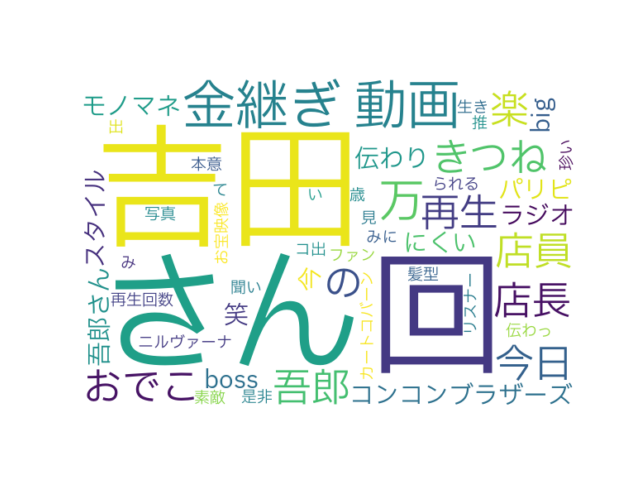 モノマネ
金継ぎ
動画
生き
推
楽
big
出
吉田
本意
伝わり
きつね
珍し
スタイル
写真
て
お宝映像
い
歳
万
られる
パリピ
見
再生
ラジオ
みに
にくい
店員
さん
回
み
コ出
ファン
髪型
聞い
今
の
再生回数
笑
リスナー
店長
吾郎さん
ニルヴァーナ
カートコバーン
伝わっ
今日
おでこ
boss
吾郎
コンコンブラザーズ
素敵
是非